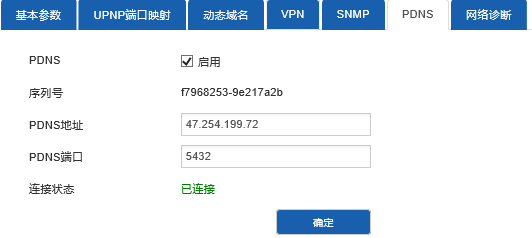 基本参数 UPNP端口映射 动态域名 VPN SNMP PDNS 网络诊断
PDNS 启用
序列号 f7968253-9e217a2b
PDNS地址 47.254.199.72
PDNS端口 5432
连接状态 已连接
确定